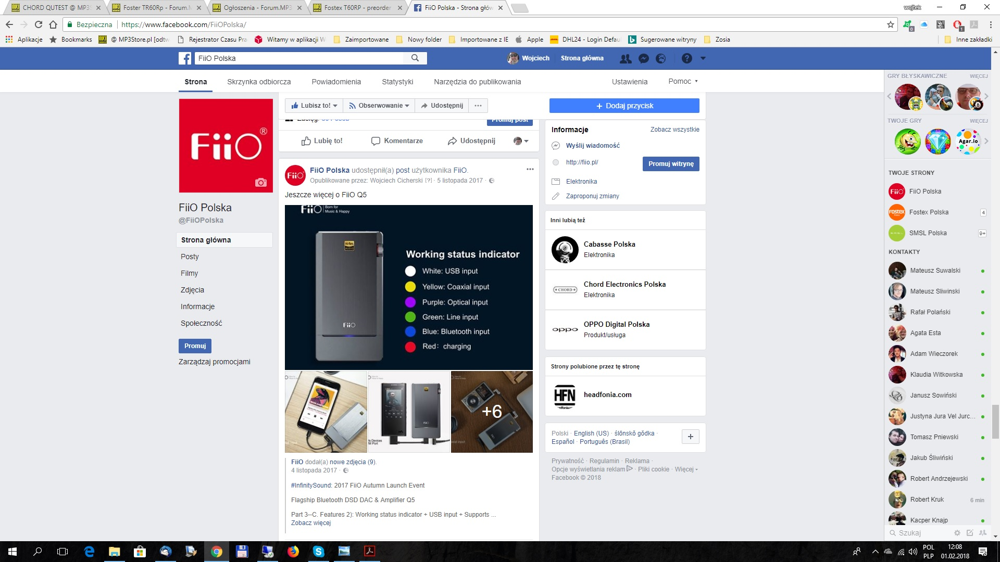 CHORD QUTEST @ MP3S
Foster TR60Rp - Forum.M
Ogłoszenia - Forum.MP3
Fostex T60RP - preorder
FiiO Polska - Strona głów
wojtek
Bezpieczna
https://www.facebook.com/FiiOPolska/
Aplikacje
Bookmarks
@ MP3Store.pl [odtw
Rejestrator Czasu Pra
Witamy w aplikacji W
Zaimportowane
Nowy folder
Importowane z IE
Apple
DHL24 - Login Defau
Sugerowane witryny
Zosia
Inne zakładki
FiiO Polska
Wojciech
Strona główna
Strona
Skrzynka odbiorcza
Powiadomienia
Statystyki
Narzędzia do publikowania
Ustawienia
Pomoc
FiiO
FiiO Polska
@FiiOPolska
Strona główna
Posty
Filmy
Zdjęcia
Informacje
Społeczność
Promuj
Zarządzaj promocjami
Lubisz to!
Obserwowanie
Udostępnij
Promuj post
Lubię to!
Komentarze
Udostępnij
FiiO Polska udostępnił(a) post użytkownika FiiO.
Opublikowane przez: Wojciech Cicherski [?] · 5 listopada 2017 ·
Jeszcze więcej o FiiO Q5
FiiO
Born for
Music & Happy
Hi-Res
AUDIO
FiiO
Working status indicator
White: USB input
Yellow: Coaxial input
Purple: Optical input
Green: Line input
Blue: Bluetooth input
Red: charging
+6
FiiO dodał(a) nowe zdjęcia (9).
4 listopada 2017 ·
#InfinitySound: 2017 FiiO Autumn Launch Event
Flagship Bluetooth DSD DAC & Amplifier Q5
Part 3--C. Features 2): Working status indicator + USB input + Supports ...
Zobacz więcej
Dodaj przycisk
Informacje
Zobacz wszystkie
Wyślij wiadomość
http://fiio.pl/
Promuj witrynę
Elektronika
Zaproponuj zmiany
Inni lubią też
Cabasse Polska
Elektronika
CHORD
Chord Electronics Polska
Elektronika
oppo
OPPO Digital Polska
Produkt/usługa
Strony polubione przez tę stronę
HFN
headfonia.com
Polski · English (US) · ślōnskŏ gŏdka ·
Español · Português (Brasil)
Prywatność · Regulamin · Reklama ·
Opcje wyświetlania reklam · Pliki cookie · Więcej
Facebook © 2018
GRY BŁYSKAWICZNE
WIĘCEJ
TWOJE GRY
WIĘCEJ
Agar.io
TWOJE STRONY
FiiO Polska
Fostex Polska
4
SMSL Polska
9+
KONTAKTY
Mateusz Suwalski
Mateusz Sliwinski
Rafał Polański
Agata Esta
Adam Wieczorek
Klaudia Witkowska
Janusz Sowiński
Justyna Jura Vel Jurc...
Tomasz Pniewski
Jakub Śliwiński
Robert Andrzejewski
Robert Kruk
6 min
Kacper Knajp
Szukaj
POL
PLP
12:08
01.02.2018